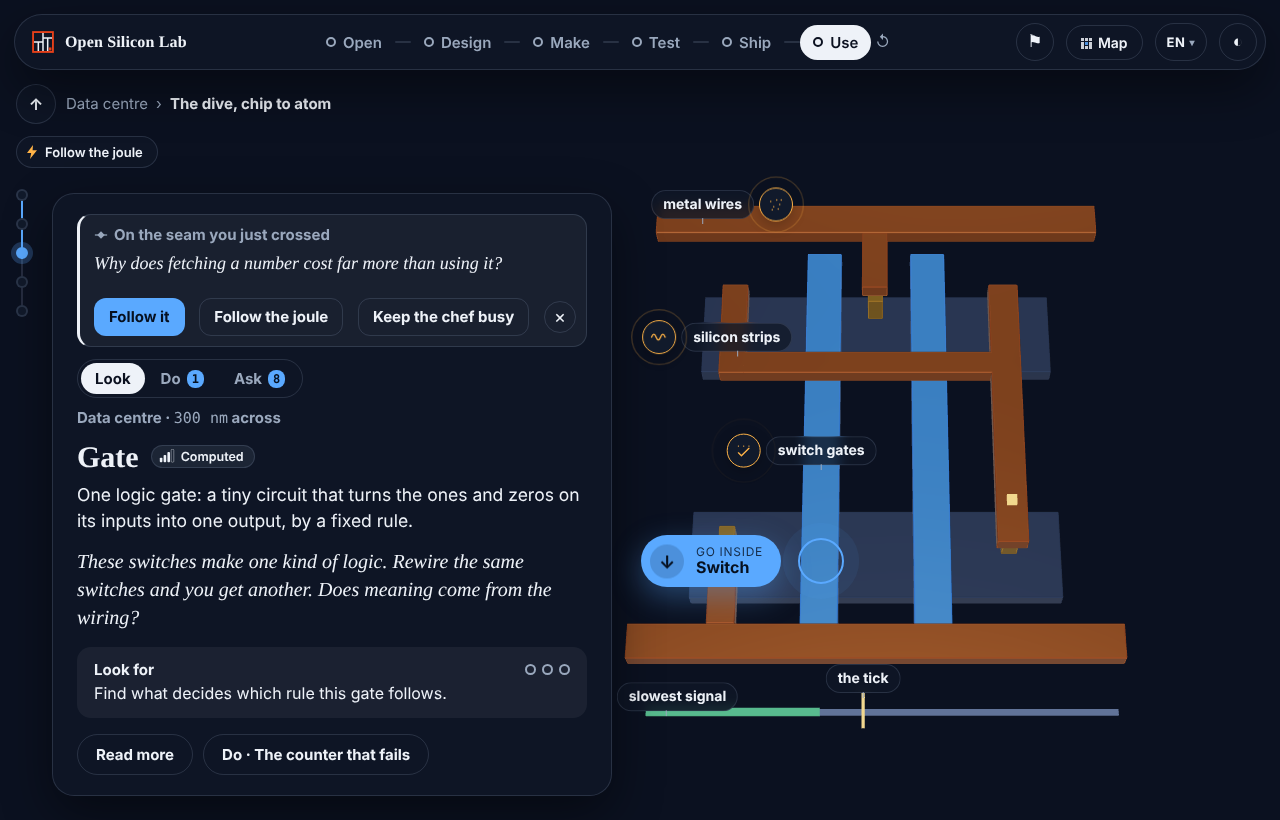 Open Silicon Lab
Open
Design
Make
Test
Ship
Use
Map
EN
Data centre › The dive, chip to atom
Follow the joule
On the seam you just crossed
Why does fetching a number cost far more than using it?
Follow it
Follow the joule
Keep the chef busy
Look
Do 1
Ask 8
Data centre · 300 nm across
Gate
Computed
One logic gate: a tiny circuit that turns the ones and zeros on
its inputs into one output, by a fixed rule.
These switches make one kind of logic. Rewire the same
switches and you get another. Does meaning come from the
wiring?
Look for
Find what decides which rule this gate follows.
Read more
Do · The counter that fails
metal wires
silicon strips
switch gates
GO INSIDE
Switch
the tick
slowest signal